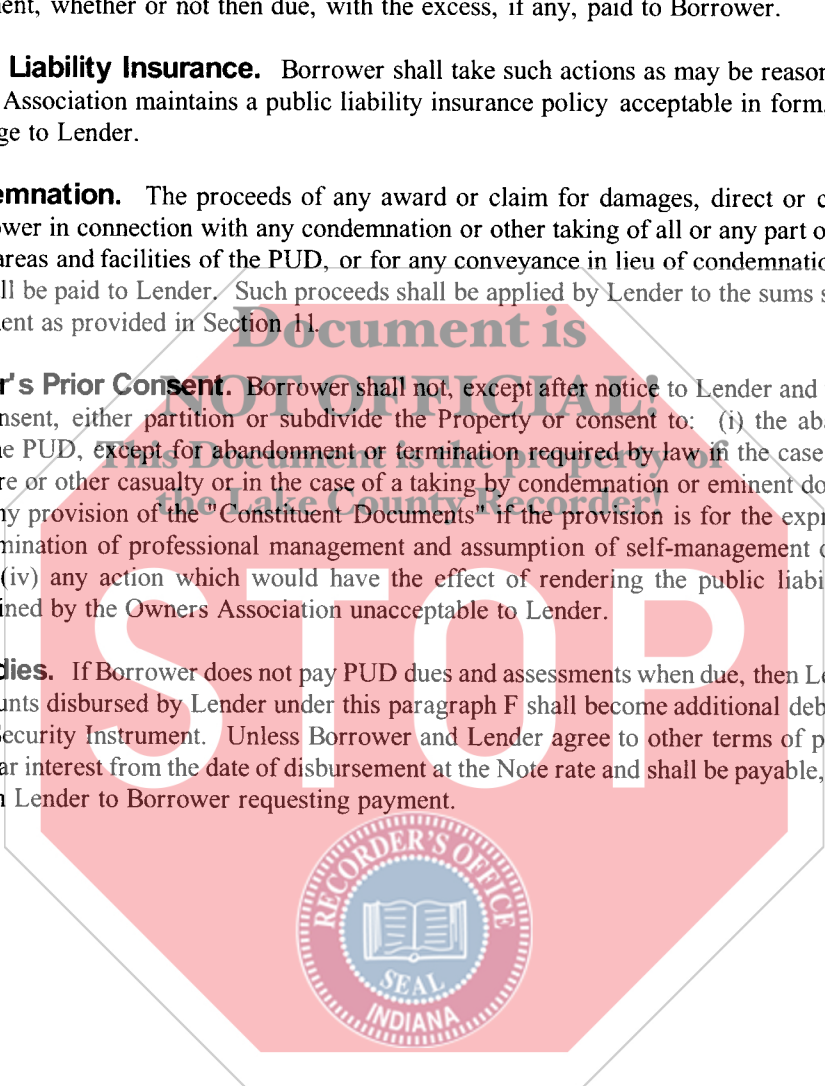 ent, whether or not then due, with the excess, if any, paid to Borrower.
Liability Insurance. Borrower shall take such actions as may be reason
Association maintains a public liability insurance policy acceptable in form,
ge to Lender.
emnation. The proceeds of any award or claim for damages, direct or c
wer in connection with any condemnation or other taking of all or any part o
areas and facilities of the PUD, or for any conveyance in lieu of condemnatio
ll be paid to Lender. Such proceeds shall be applied by Lender to the sums s
ent as provided in Section 11.
Document is
r's Prior Consent. Borrower shall not, except after notice to Lender and
NOT OFFICIAL!
nsent, either partition or subdivide the Property or consent to: (i) the ab
e PUD, except for abandonment or termination required by law in the case
This Document is the property of
re or other casualty or in the case of a taking by condemnation or eminent do
the Lake County Recorder!
ny provision of the "Constituent Documents" if the provision is for the expr
mination of professional management and assumption of self-management o
(iv) any action which would have the effect of rendering the public liabi
ined by the Owners Association unacceptable to Lender.
STOP
dies. If Borrower does not pay PUD dues and assessments when due, then Le
unts disbursed by Lender under this paragraph F shall become additional deb
Security Instrument. Unless Borrower and Lender agree to other terms of p
ar interest from the date of disbursement at the Note rate and shall be payable,
Lender to Borrower requesting payment.
RECORDER'S OFFICE
SEAL
INDIANA